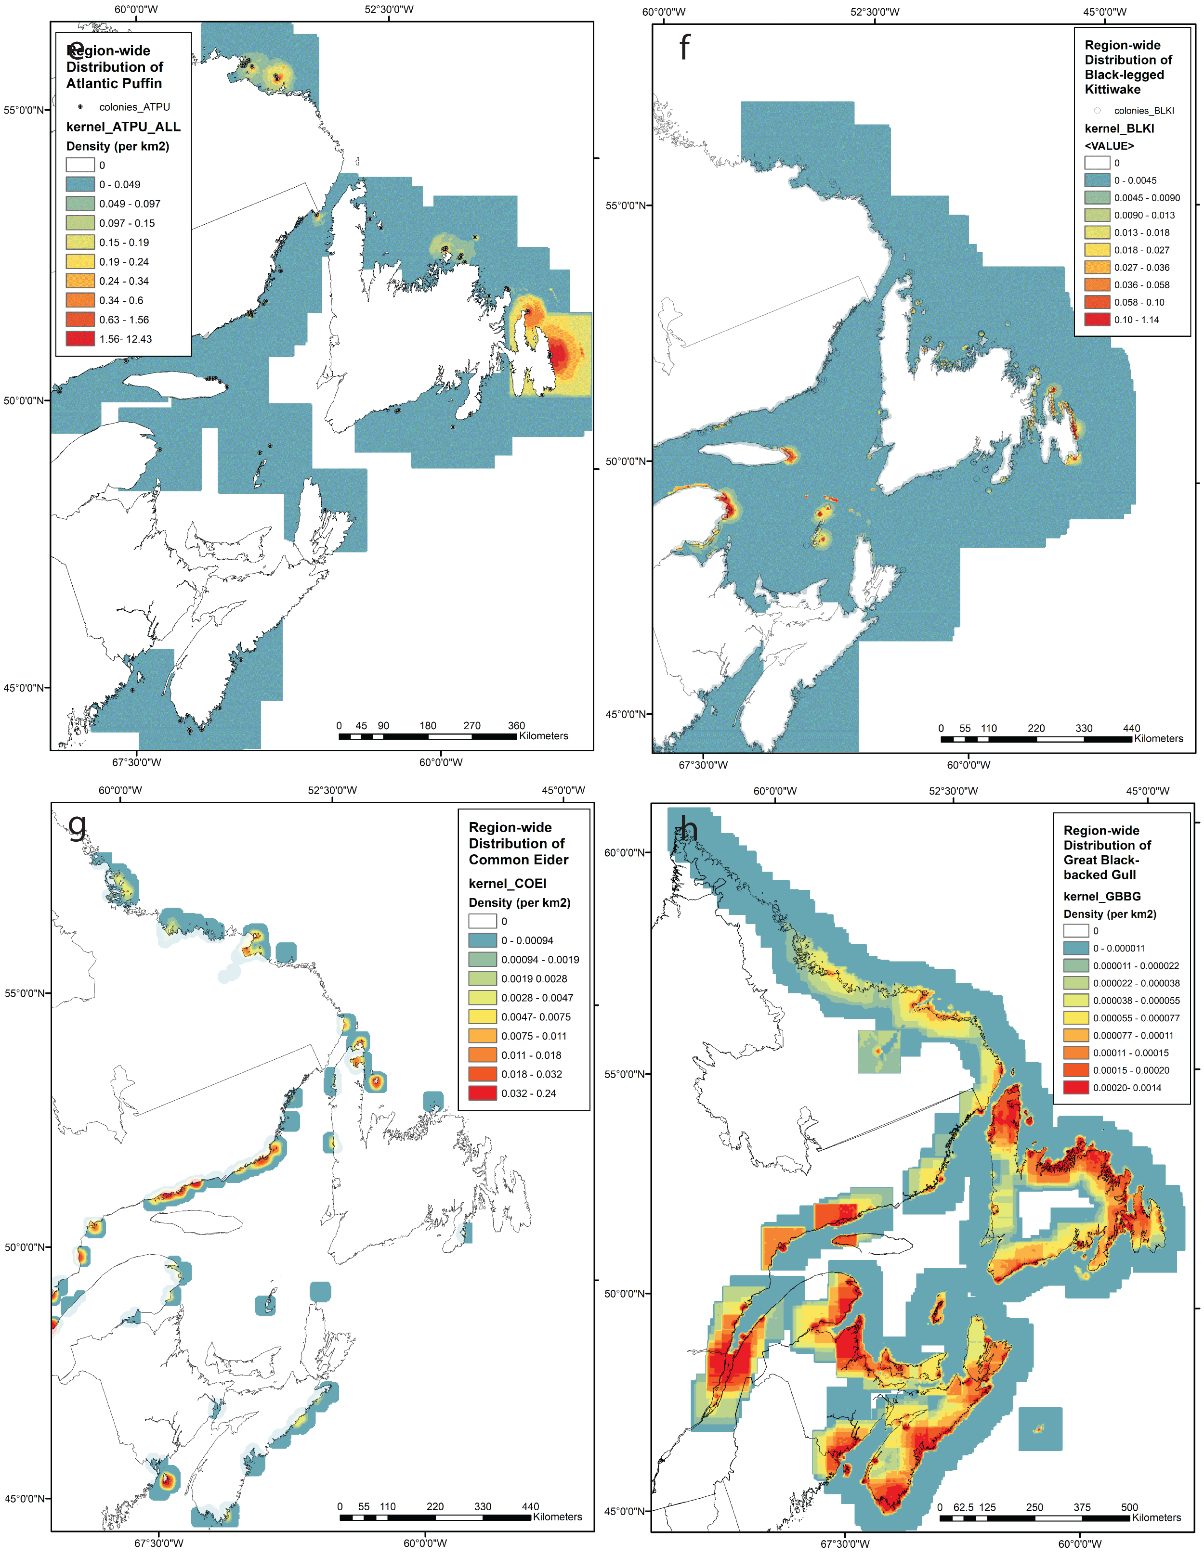 60°0'0"W 52°30'0"W
e
Region-wide
Distribution of
Atlantic Puffin
colonies_ATPU
kernel_ATPU_ALL
Density (per km2)
0
0 - 0.049
0.049 - 0.097
0.097 - 0.15
0.15 - 0.19
0.19 - 0.24
0.24 - 0.34
0.34 - 0.6
0.63 - 1.56
1.56- 12.43
55°0'0"N
50°0'0"N
45°0'0"N
0 45 90 180 270 360
Kilometers
67°30'0"W 60°0'0"W
60°0'0"W 52°30'0"W 45°0'0"W
f
Region-wide
Distribution of
Black-legged
Kittiwake
colonies_BLKI
kernel_BLKI
<VALUE>
0
0 - 0.0045
0.0045 - 0.0090
0.0090 - 0.013
0.013 - 0.018
0.018 - 0.027
0.027 - 0.036
0.036 - 0.058
0.058 - 0.10
0.10 - 1.14
55°0'0"N
50°0'0"N
45°0'0"N
0 55 110 220 330 440
Kilometers
67°30'0"W 60°0'0"W
60°0'0"W 52°30'0"W 45°0'0"W
g
Region-wide
Distribution of
Common Eider
kernel_COEI
Density (per km2)
0
0 - 0.00094
0.00094 - 0.0019
0.0019 0.0028
0.0028 - 0.0047
0.0047- 0.0075
0.0075 - 0.011
0.011 - 0.018
0.018 - 0.032
0.032 - 0.24
55°0'0"N
50°0'0"N
45°0'0"N
0 55 110 220 330 440
Kilometers
67°30'0"W 60°0'0"W
60°0'0"W 52°30'0"W 45°0'0"W
h
Region-wide
Distribution of
Great Black-
backed Gull
kernel_GBBG
Density (per km2)
0
0 - 0.000011
0.000011 - 0.000022
0.000022 - 0.000038
0.000038 - 0.000055
0.000055 - 0.000077
0.000077 - 0.00011
0.00011 - 0.00015
0.00015 - 0.00020
0.00020- 0.0014
60°0'0"N
55°0'0"N
50°0'0"N
45°0'0"N
0 62.5 125 250 375 500
Kilometers
67°30'0"W 60°0'0"W